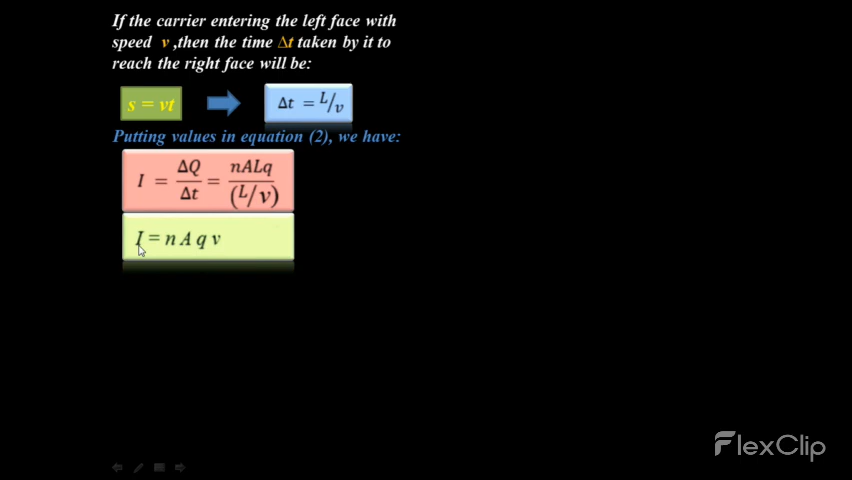 If the carrier entering the left face with
speed v ,then the time Δt taken by it to
reach the right face will be:
s = vt
Δt = L/v
Putting values in equation (2), we have:
I = ΔQ/Δt = nALq/(L/v)
I = n A q v
FlexClip